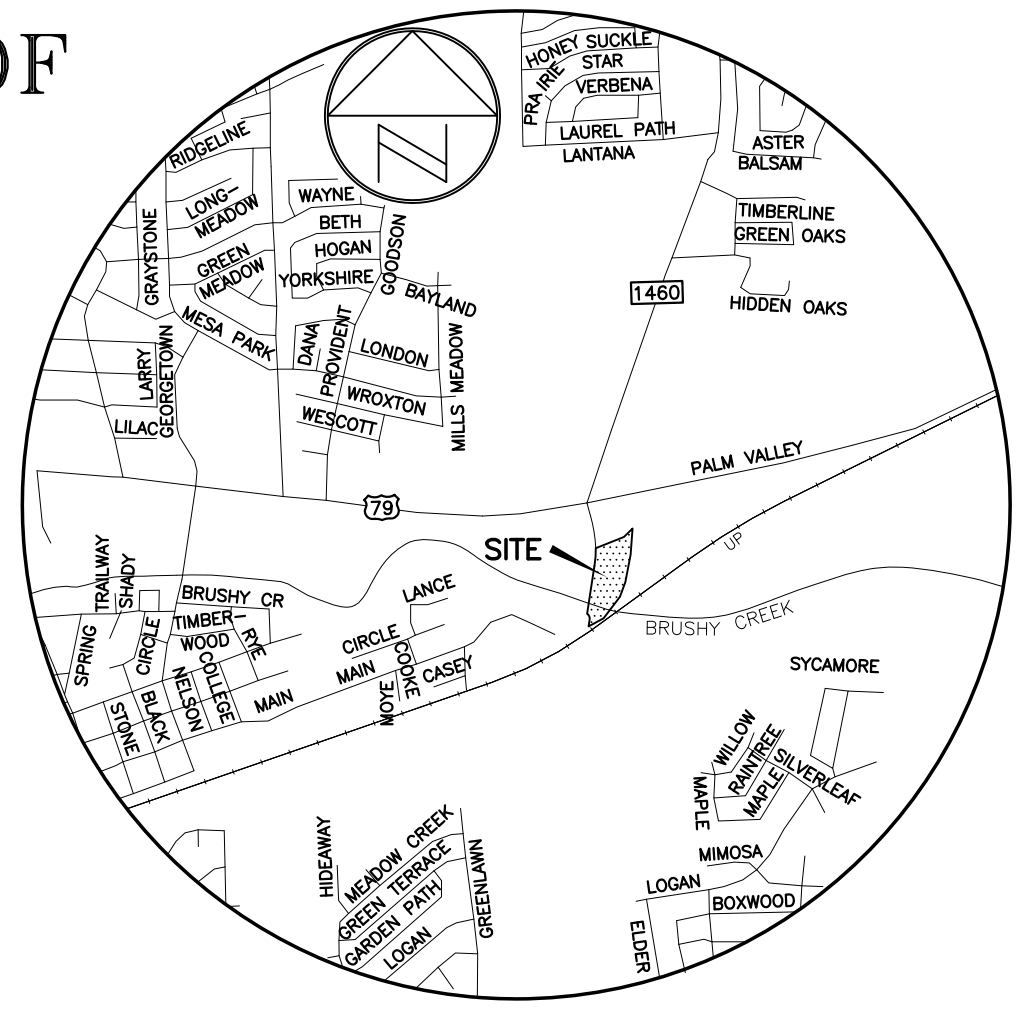 OF
N
HONEY SUCKLE
STAR
PRA IRIE
VERBENA
LAUREL PATH
LANTANA
ASTER
BALSAM
RIDGELINE
LONG-
MEADOW
GRAYSTONE
GREEN
MEADOW
MESA PARK
WAYNE
BETH
HOGAN
YORKSHIRE
GOODSON
BAYLAND
TIMBERLINE
GREEN OAKS
HIDDEN OAKS
1460
DANA
PROVIDENT
LONDON
WROXTON
WESCOTT
MILLS MEADOW
LARRY
GEORGETOWN
LILAC
PALM VALLEY
79
SITE
UP
TRAILWAY
SHADY
BRUSHY CR
LANCE
BRUSHY CREEK
SPRING
CIRCLE
TIMBER-
WOOD
RYE
COLLEGE
NELSON
BLACK
STONE
MAIN
CIRCLE
MAIN
MOYE
COOKE
CASEY
SYCAMORE
WILLOW
RAINTREE
SILVERLEAF
MAPLE
MAPLE
MIMOSA
LOGAN
BOXWOOD
ELDER
HIDEAWAY
MEADOW CREEK
GREEN TERRACE
GARDEN PATH
LOGAN
GREENLAWN